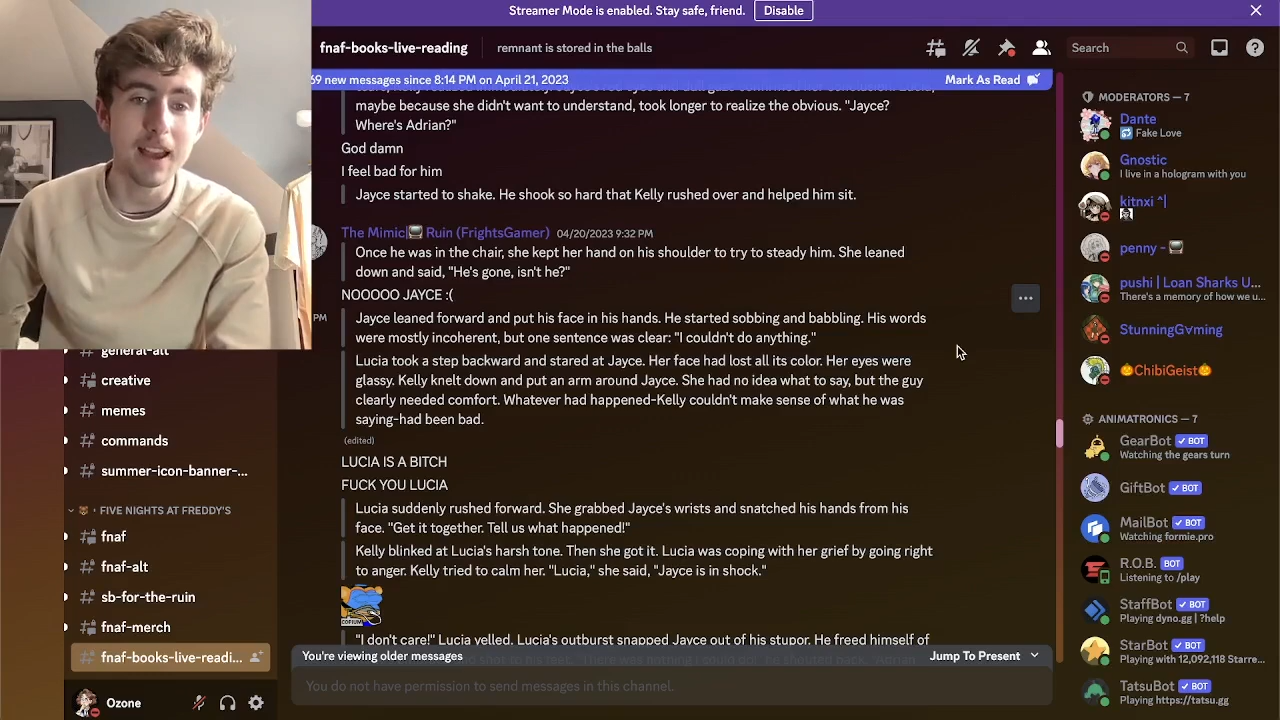 Streamer Mode is enabled. Stay safe, friend.
Disable
fnaf-books-live-reading
remnant is stored in the balls
Search
69 new messages since 8:14 PM on April 21, 2023
Mark As Read
maybe because she didn't want to understand, took longer to realize the obvious. "Jayce?
Where's Adrian?"
God damn
I feel bad for him
Jayce started to shake. He shook so hard that Kelly rushed over and helped him sit.
The Mimic| Ruin (FrightsGamer) 04/20/2023 9:32 PM
Once he was in the chair, she kept her hand on his shoulder to try to steady him. She leaned
down and said, "He's gone, isn't he?"
NOOOOO JAYCE :(
PM
Jayce leaned forward and put his face in his hands. He started sobbing and babbling. His words
were mostly incoherent, but one sentence was clear: "I couldn't do anything."
Lucia took a step backward and stared at Jayce. Her face had lost all its color. Her eyes were
glassy. Kelly knelt down and put an arm around Jayce. She had no idea what to say, but the guy
clearly needed comfort. Whatever had happened-Kelly couldn't make sense of what he was
saying-had been bad.
(edited)
LUCIA IS A BITCH
FUCK YOU LUCIA
Lucia suddenly rushed forward. She grabbed Jayce's wrists and snatched his hands from his
face. "Get it together. Tell us what happened!"
Kelly blinked at Lucia's harsh tone. Then she got it. Lucia was coping with her grief by going right
to anger. Kelly tried to calm her. "Lucia," she said, "Jayce is in shock."
COPIUM
"I don't care!" Lucia yelled. Lucia's outburst snapped Jayce out of his stupor. He freed himself of
You're viewing older messages
Jump To Present
You do not have permission to send messages in this channel.
general-alt
creative
memes
commands
summer-icon-banner-...
FIVE NIGHTS AT FREDDY'S
fnaf
fnaf-alt
sb-for-the-ruin
fnaf-merch
fnaf-books-live-readi...
Ozone
MODERATORS — 7
Dante
Fake Love
Gnostic
I live in a hologram with you
kitnxi ^|
penny -
pushi | Loan Sharks U...
There's a memory of how we u...
StunningG∀ming
ChibiGeist
ANIMATRONICS — 7
GearBot ✓ BOT
Watching the gears turn
GiftBot ✓ BOT
MailBot ✓ BOT
Watching formie.pro
R.O.B. BOT
Listening to /play
StaffBot ✓ BOT
Playing dyno.gg | ?help
StarBot ✓ BOT
Playing with 12,092,118 Starre...
TatsuBot ✓ BOT
Playing https://tatsu.gg